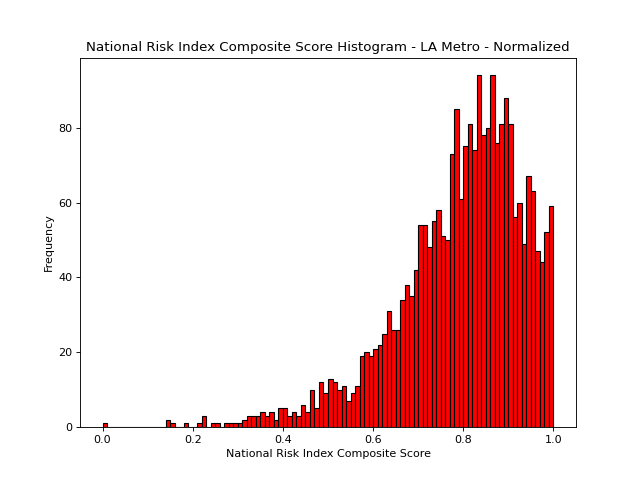 National Risk Index Composite Score Histogram - LA Metro - Normalized
Frequency
80
60
40
20
0
0.0 0.2 0.4 0.6 0.8 1.0
National Risk Index Composite Score